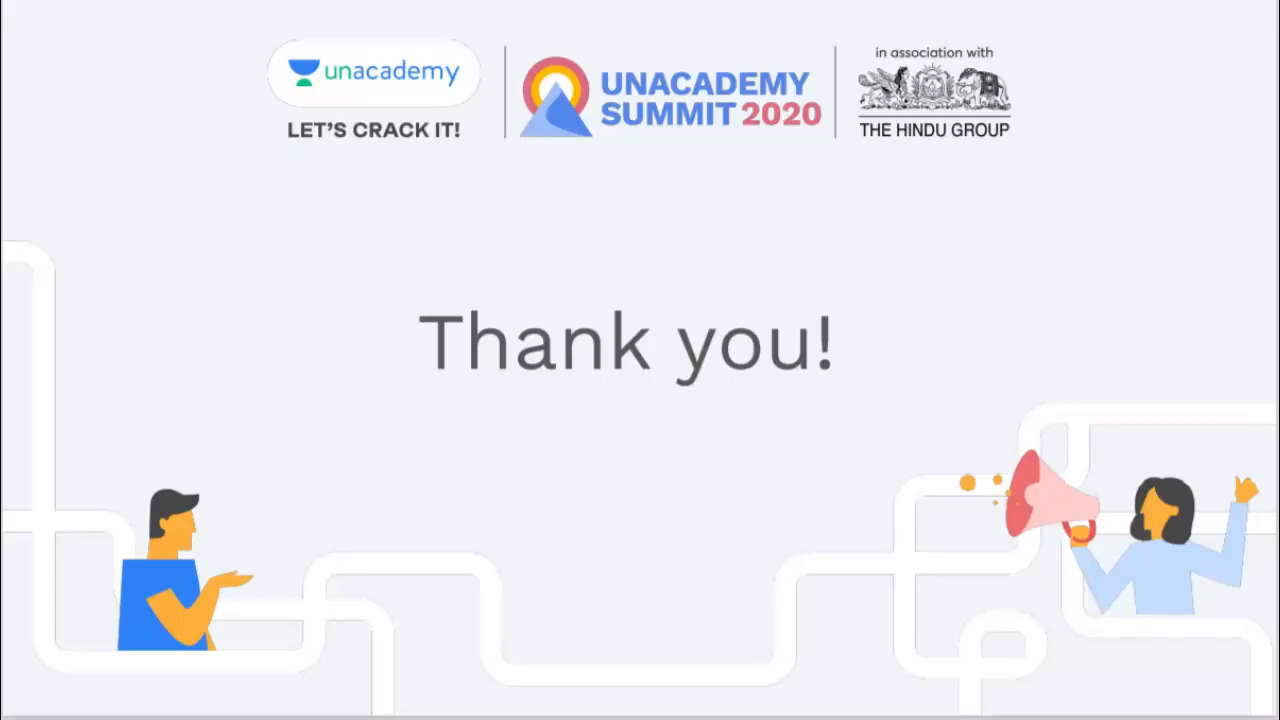 unacademy
LET'S CRACK IT!
UNACADEMY
SUMMIT 2020
in association with
THE HINDU GROUP
Thank you!